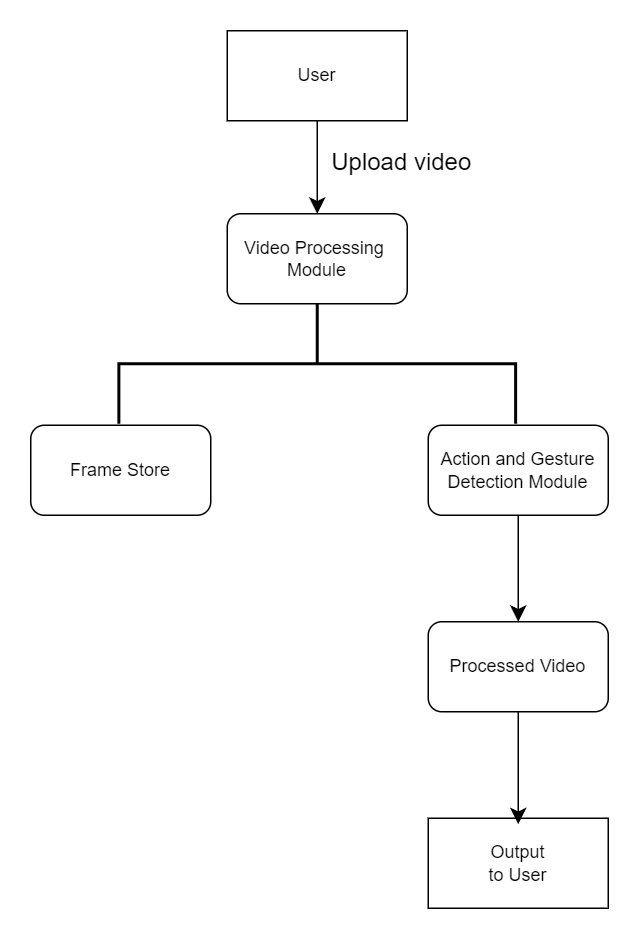 User
Upload video
Video Processing
Module
Frame Store
Action and Gesture
Detection Module
Processed Video
Output
to User